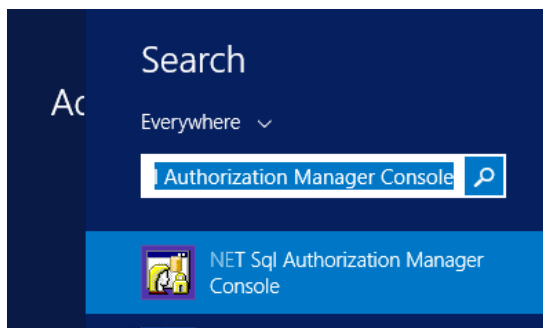 Search
Ac
Everywhere
l Authorization Manager Console
NET Sql Authorization Manager
Console